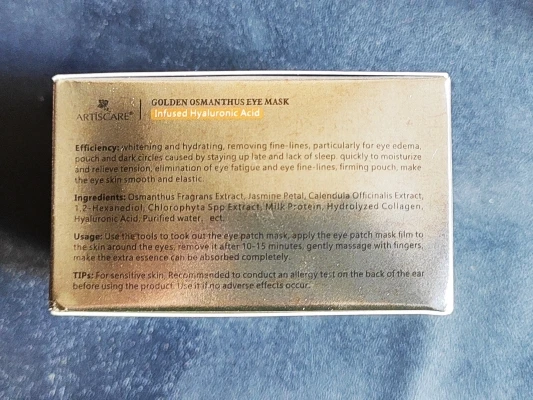 ARTISCARE®
GOLDEN OSMANTHUS EYE MASK
Infused Hyaluronic Acid
Efficiency: whitening and hydrating, removing fine-lines, particularly for eye edema,
pouch and dark circles caused by staying up late and lack of sleep. quickly to moisturize
and relieve tension, elimination of eye fatigue and eye fine-lines, firming pouch, make
the eye skin smooth and elastic.
Ingredients: Osmanthus Fragrans Extract, Jasmine Petal, Calendula Officinalis Extract,
1,2-Hexanediol, Chlorophyta Spp Extract, Milk Protein, Hydrolyzed Collagen,
Hyaluronic Acid, Purified water, ect.
Usage: Use the tools to took out the eye patch mask, apply the eye patch mask film to
the skin around the eyes, remove it after 10-15 minutes, gently massage with fingers,
make the extra essence can be absorbed completely.
TIPs: For sensitive skin. Recommended to conduct an allergy test on the back of the ear
before using the product. Use it if no adverse effects occur.